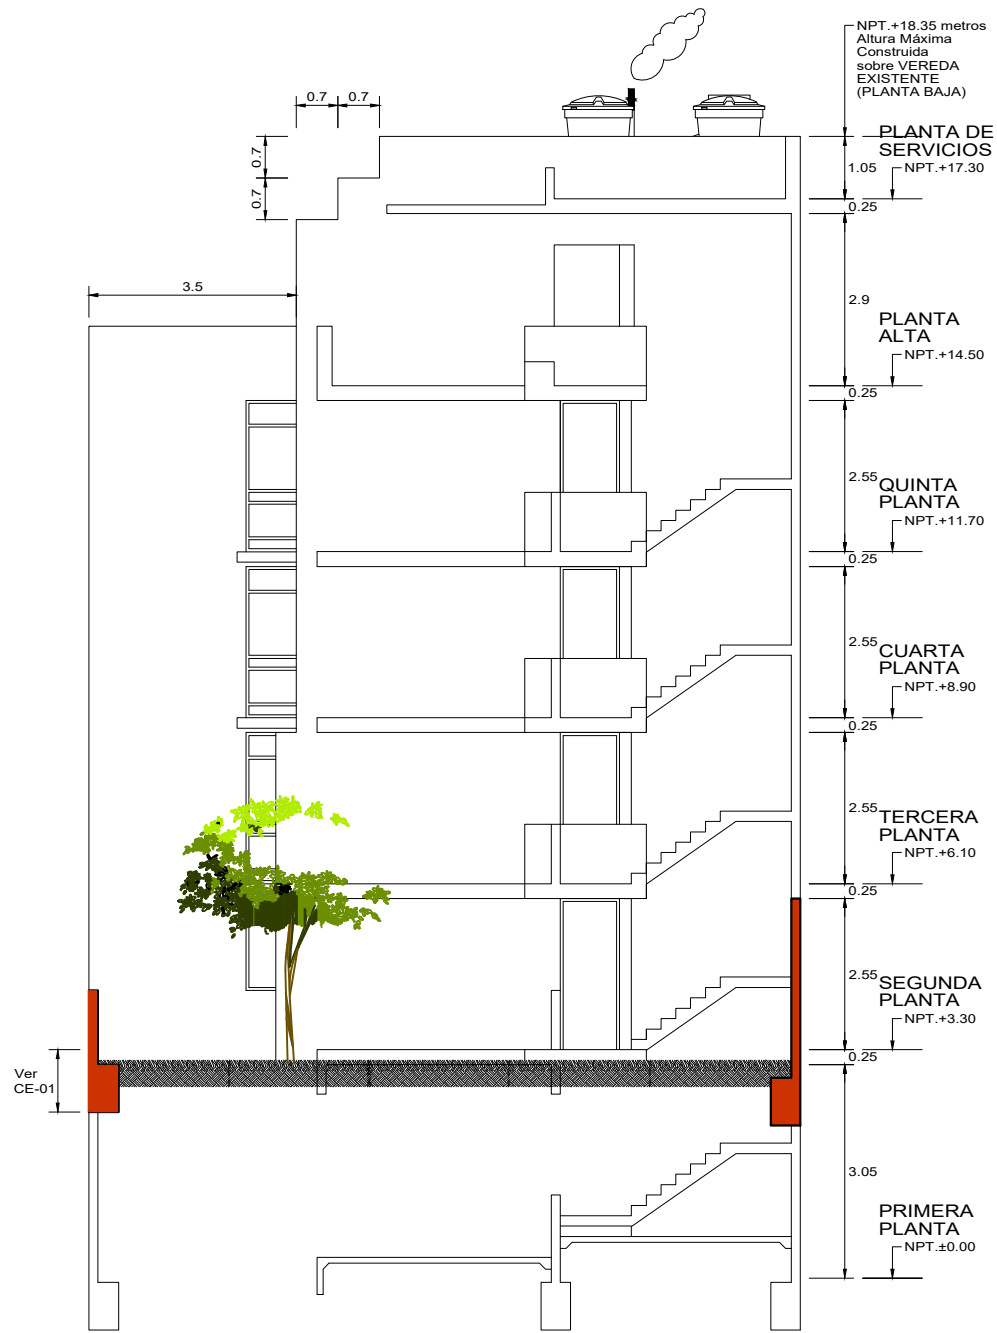 NPT.+18.35 metros
Altura Máxima
Construida
sobre VEREDA
EXISTENTE
(PLANTA BAJA)
0.7
0.7
0.7
0.7
PLANTA DE
SERVICIOS
1.05
NPT.+17.30
0.25
3.5
2.9
PLANTA
ALTA
NPT.+14.50
0.25
2.55
QUINTA
PLANTA
NPT.+11.70
0.25
2.55
CUARTA
PLANTA
NPT.+8.90
0.25
2.55
TERCERA
PLANTA
NPT.+6.10
0.25
2.55
SEGUNDA
PLANTA
NPT.+3.30
0.25
Ver
CE-01
3.05
PRIMERA
PLANTA
NPT.±0.00